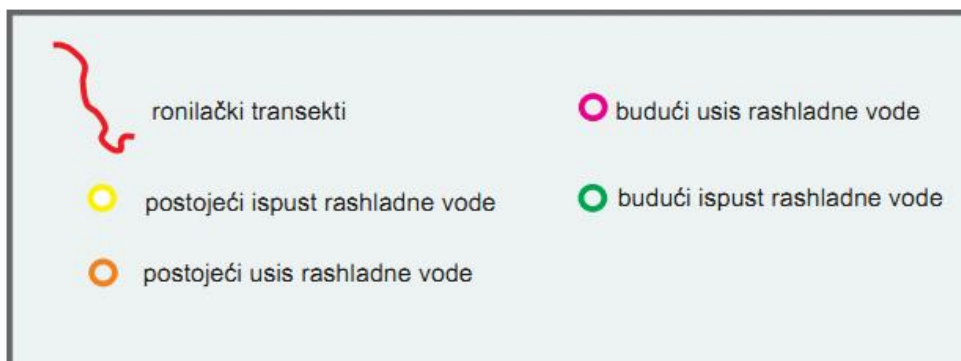 ronilački transekti
postojeći ispust rashladne vode
postojeći usis rashladne vode
budući usis rashladne vode
budući ispust rashladne vode